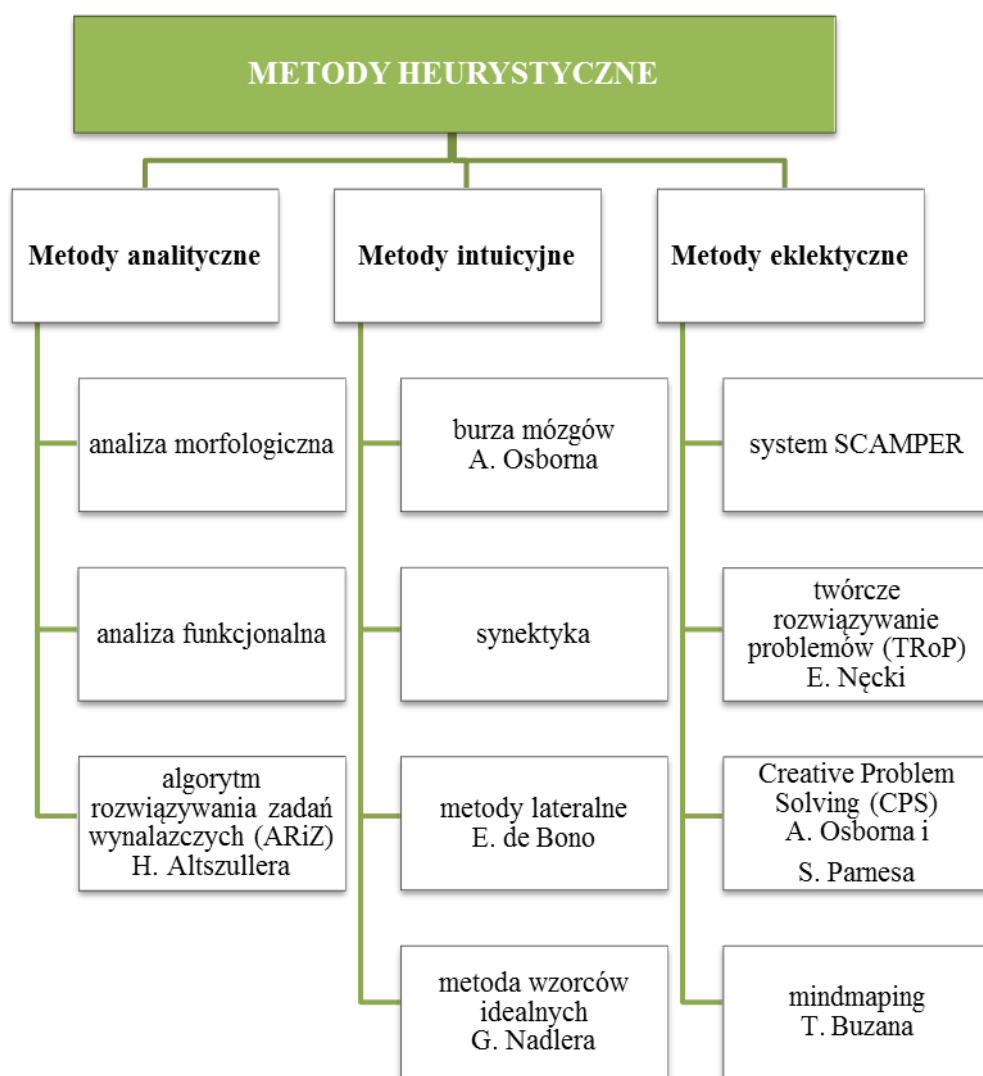 METODY HEURYSTYCZNE
Metody analityczne
analiza morfologiczna
analiza funkcjonalna
algorytm
rozwiązywania zadań
wynalazczych (ARiZ)
H. Altszullera
Metody intuicyjne
burza mózgów
A. Osborna
synektyka
metody lateralne
E. de Bono
metoda wzorców
idealnych
G. Nadlera
Metody eklektyczne
system SCAMPER
twórcze
rozwiązywanie
problemów (TRoP)
E. Nęcki
Creative Problem
Solving (CPS)
A. Osborna i
S. Parnesa
mindmaping
T. Buzana